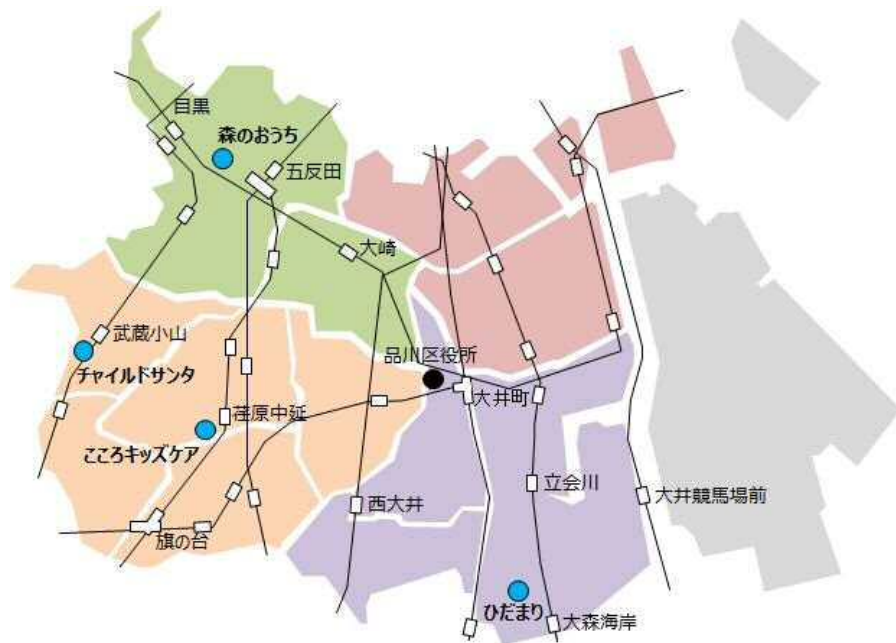 目黒
森のおうち
五反田
大崎
武蔵小山
チャイルドサンタ
品川区役所
大井町
荏原中延
こころキッズケア
立会川
西大井
大井競馬場前
旗の台
ひだまり
大森海岸